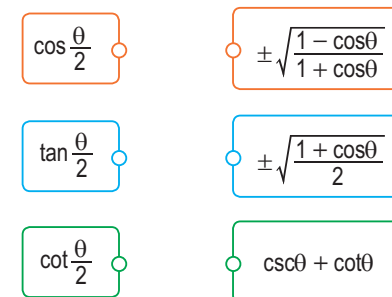 cos θ/2 ± √((1 − cosθ)/(1 + cosθ))
tan θ/2 ± √((1 + cosθ)/2)
cot θ/2 cscθ + cotθ